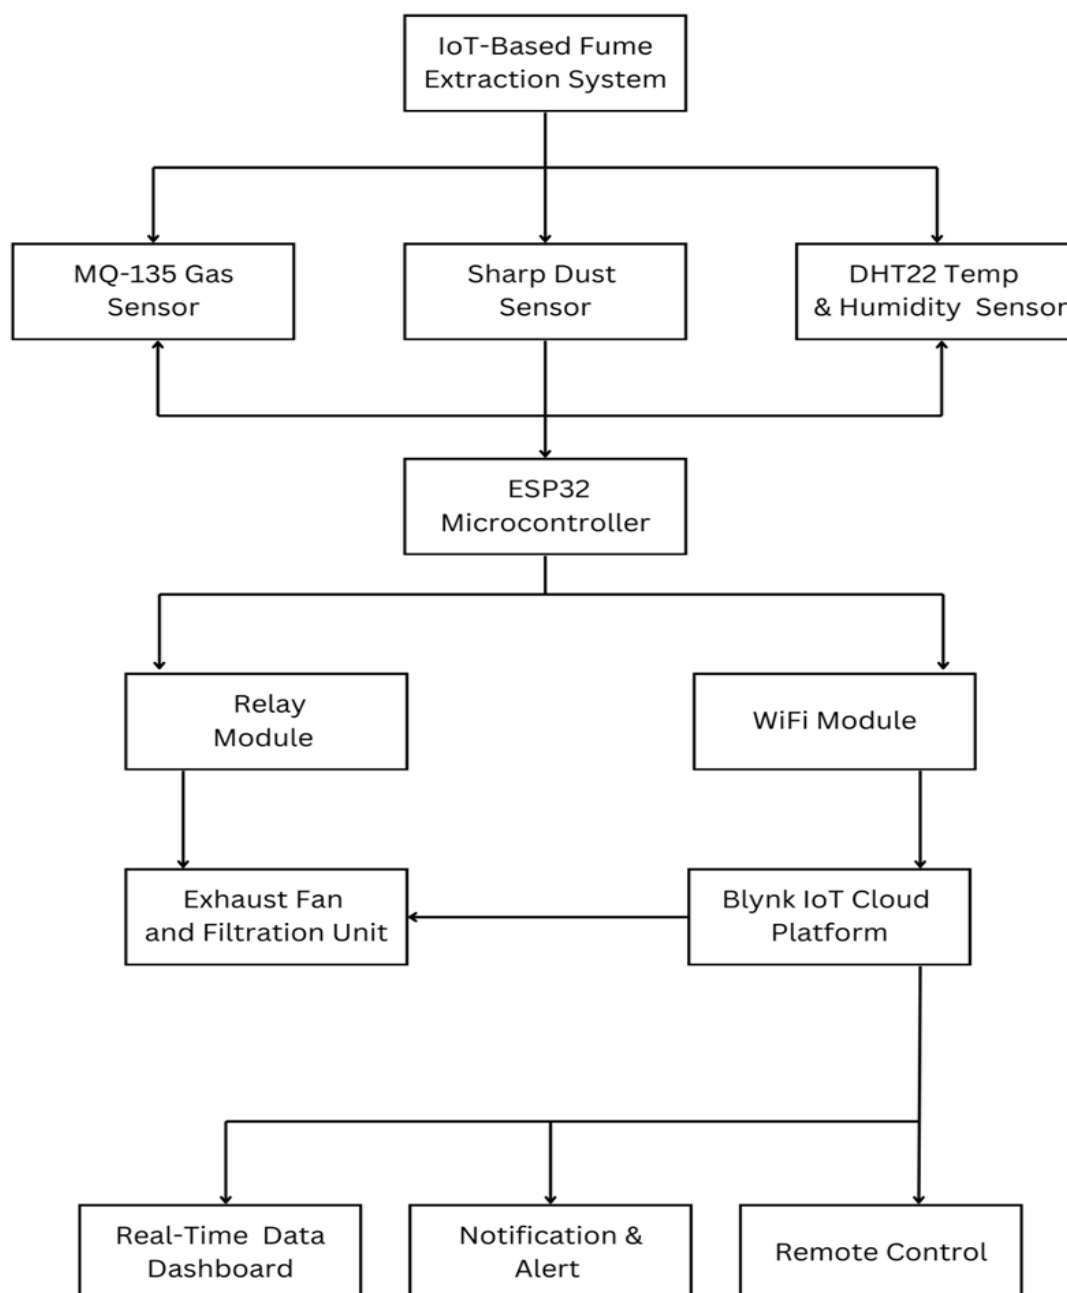 IoT-Based Fume
Extraction System
MQ-135 Gas
Sensor
Sharp Dust
Sensor
DHT22 Temp
& Humidity Sensor
ESP32
Microcontroller
Relay
Module
WiFi Module
Exhaust Fan
and Filtration Unit
Blynk IoT Cloud
Platform
Real-Time Data
Dashboard
Notification &
Alert
Remote Control